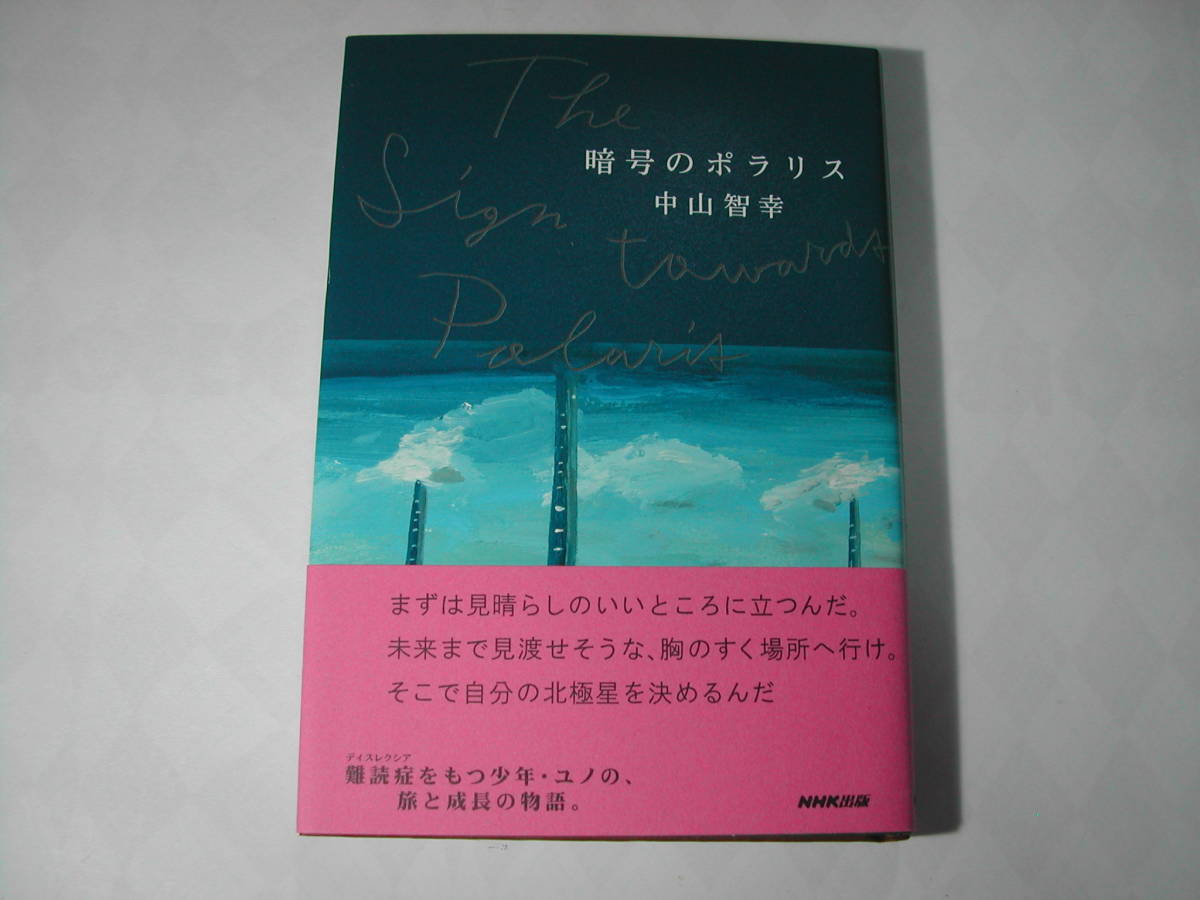 The
暗号のポラリス
中山智幸
Sign towards
Polaris
まずは見晴らしのいいところに立つんだ。
未来まで見渡せそうな、胸のすく場所へ行け。
そこで自分の北極星を決めるんだ
ディスレクシア
難読症をもつ少年・ユノの、
旅と成長の物語。
NHK出版